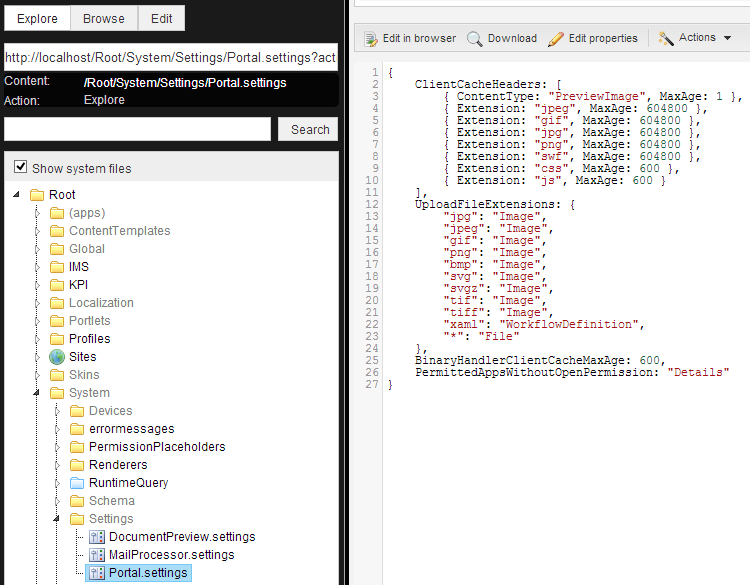 Explore Browse Edit
http://localhost/Root/System/Settings/Portal.settings?act
Content: /Root/System/Settings/Portal.settings
Action: Explore
Search
Show system files
Root
(apps)
ContentTemplates
Global
IMS
KPI
Localization
Portlets
Profiles
Sites
Skins
System
Devices
errormessages
PermissionPlaceholders
Renderers
RuntimeQuery
Schema
Settings
DocumentPreview.settings
MailProcessor.settings
Portal.settings
Edit in browser Download Edit properties Actions
1 {
2 ClientCacheHeaders: [
3 { ContentType: "PreviewImage", MaxAge: 1 },
4 { Extension: "jpeg", MaxAge: 604800 },
5 { Extension: "gif", MaxAge: 604800 },
6 { Extension: "jpg", MaxAge: 604800 },
7 { Extension: "png", MaxAge: 604800 },
8 { Extension: "swf", MaxAge: 604800 },
9 { Extension: "css", MaxAge: 600 },
10 { Extension: "js", MaxAge: 600 }
11 ],
12 UploadFileExtensions: {
13 "jpg": "Image",
14 "jpeg": "Image",
15 "gif": "Image",
16 "png": "Image",
17 "bmp": "Image",
18 "svg": "Image",
19 "svgz": "Image",
20 "tif": "Image",
21 "tiff": "Image",
22 "xaml": "WorkflowDefinition",
23 "*": "File"
24 },
25 BinaryHandlerClientCacheMaxAge: 600,
26 PermittedAppsWithoutOpenPermission: "Details"
27 }